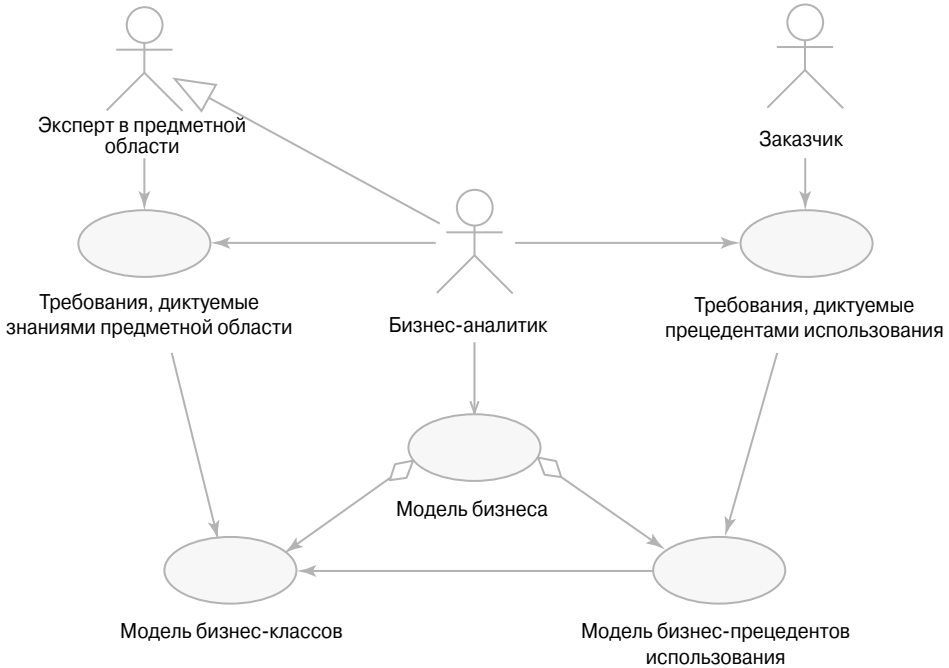 Эксперт в предметной
области
Заказчик
Требования, диктуемые
знаниями предметной области
Бизнес-аналитик
Требования, диктуемые
прецедентами использования
Модель бизнеса
Модель бизнес-классов
Модель бизнес-прецедентов
использования